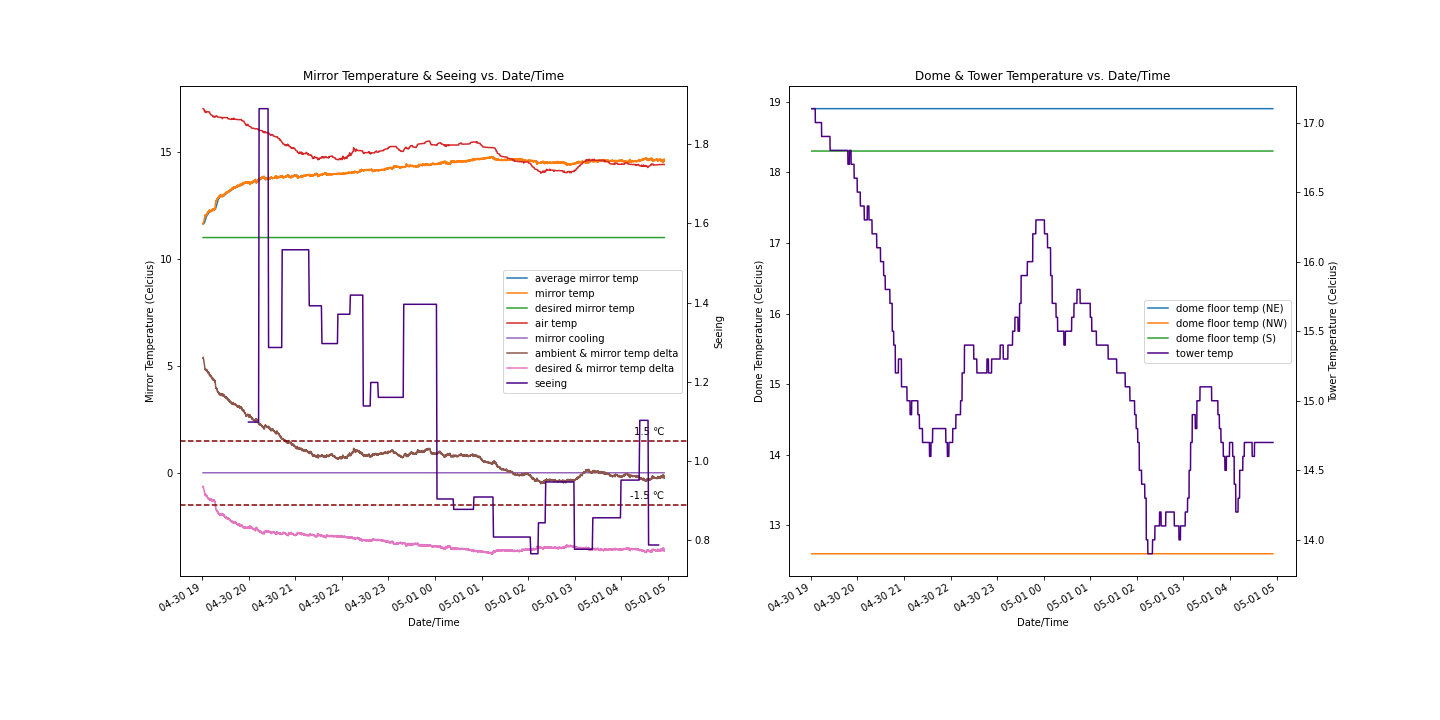 Mirror Temperature & Seeing vs. Date/Time
15
10
5
0
Mirror Temperature (Celcius)
1.8
1.6
1.4
1.2
1.0
0.8
Seeing
average mirror temp
mirror temp
desired mirror temp
air temp
mirror cooling
ambient & mirror temp delta
desired & mirror temp delta
seeing
1.5 °C
-1.5 °C
04-30 19
04-30 20
04-30 21
04-30 22
04-30 23
05-01 00
05-01 01
05-01 02
05-01 03
05-01 04
05-01 05
Date/Time
Dome & Tower Temperature vs. Date/Time
19
18
17
16
15
14
13
Dome Temperature (Celcius)
17.0
16.5
16.0
15.5
15.0
14.5
14.0
Tower Temperature (Celcius)
dome floor temp (NE)
dome floor temp (NW)
dome floor temp (S)
tower temp
04-30 19
04-30 20
04-30 21
04-30 22
04-30 23
05-01 00
05-01 01
05-01 02
05-01 03
05-01 04
05-01 05
Date/Time